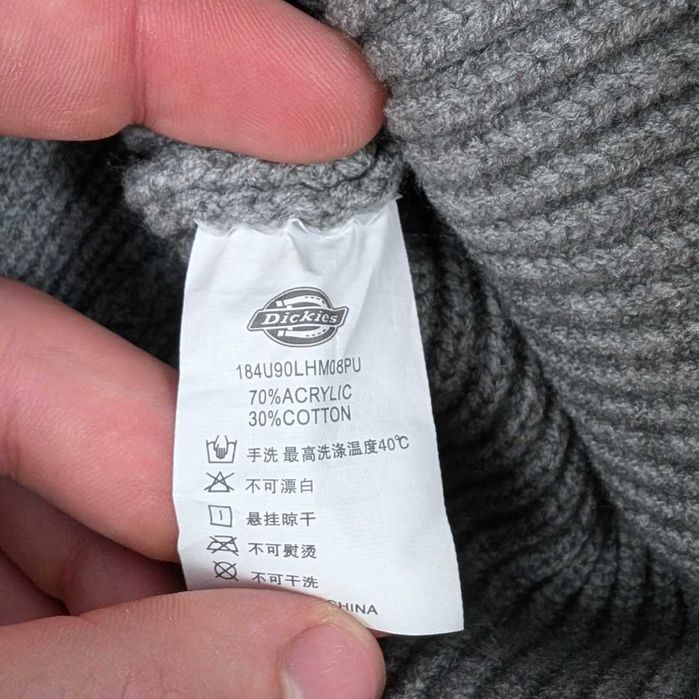 Dickies
184U90LHM08PU
70%ACRYLIC
30%COTTON
手洗 最高洗涤温度40℃
不可漂白
悬挂晾干
不可熨烫
不可干洗
CHINA